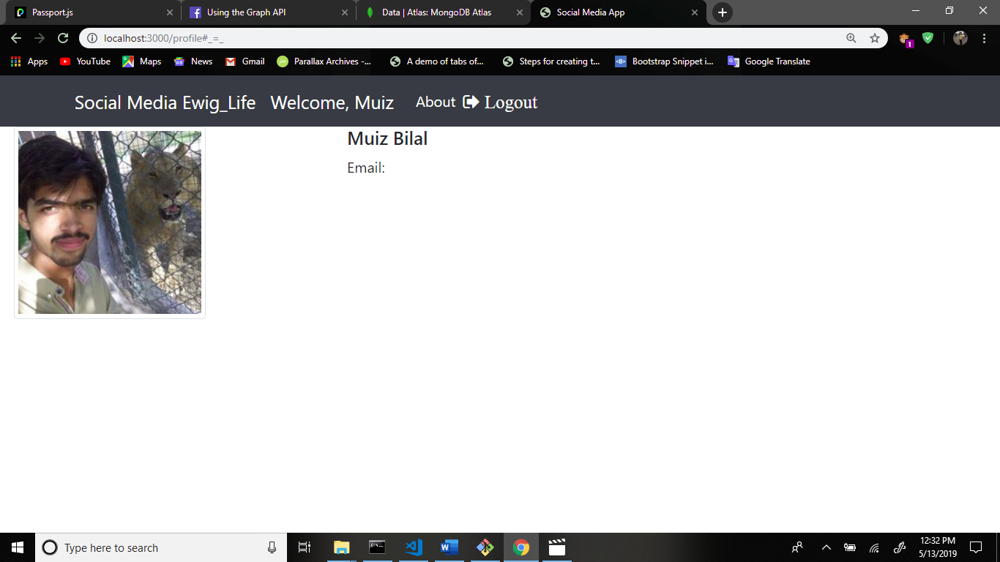 Passport.js
Using the Graph API
Data | Atlas: MongoDB Atlas
Social Media App
localhost:3000/profile#_=_
1
Apps
YouTube
Maps
News
Gmail
Parallax Archives -...
A demo of tabs of...
Steps for creating t...
Bootstrap Snippet i...
Google Translate
Social Media Ewig_Life Welcome, Muiz About Logout
Muiz Bilal
Email:
Type here to search
12:32 PM
5/13/2019